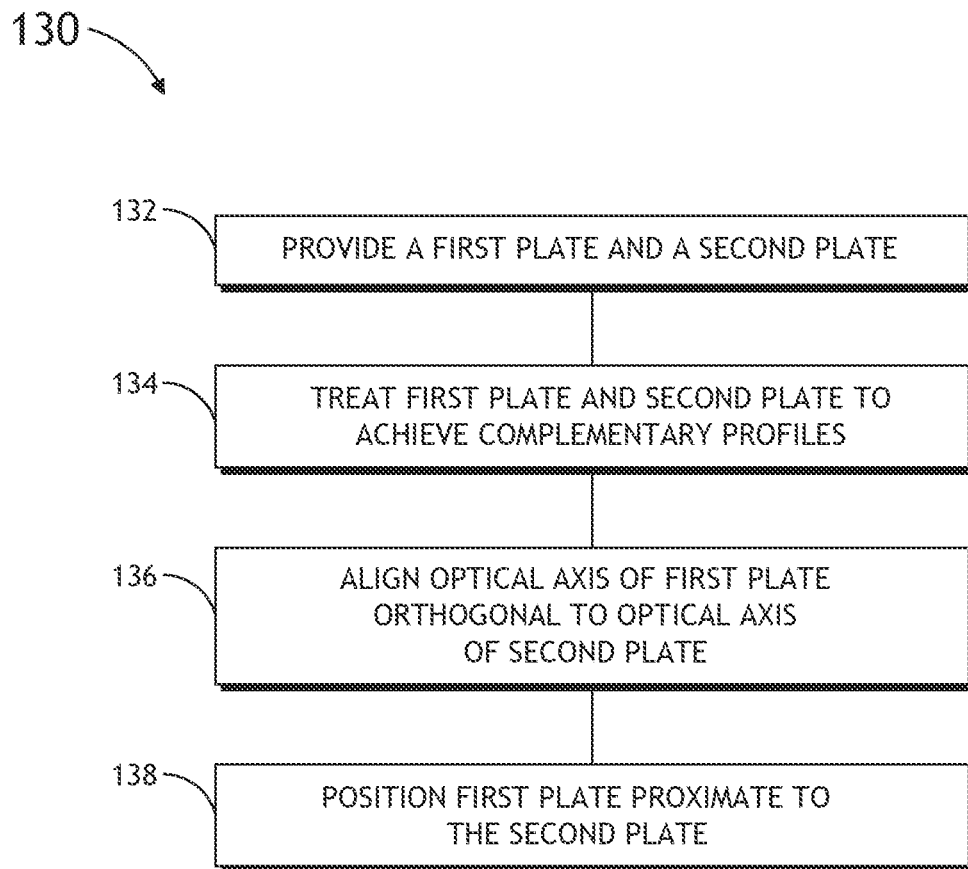 130
132
PROVIDE A FIRST PLATE AND A SECOND PLATE
134
TREAT FIRST PLATE AND SECOND PLATE TO
ACHIEVE COMPLEMENTARY PROFILES
136
ALIGN OPTICAL AXIS OF FIRST PLATE
ORTHOGONAL TO OPTICAL AXIS
OF SECOND PLATE
138
POSITION FIRST PLATE PROXIMATE TO
THE SECOND PLATE